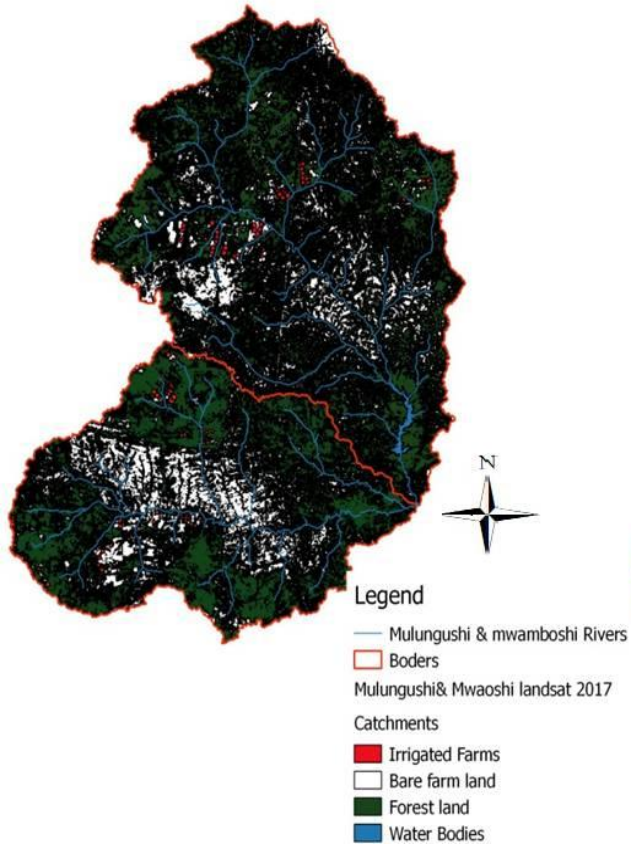 N
Legend
Mulungushi & mwamboshi Rivers
Boders
Mulungushi& Mwaoshi landsat 2017
Catchments
Irrigated Farms
Bare farm land
Forest land
Water Bodies